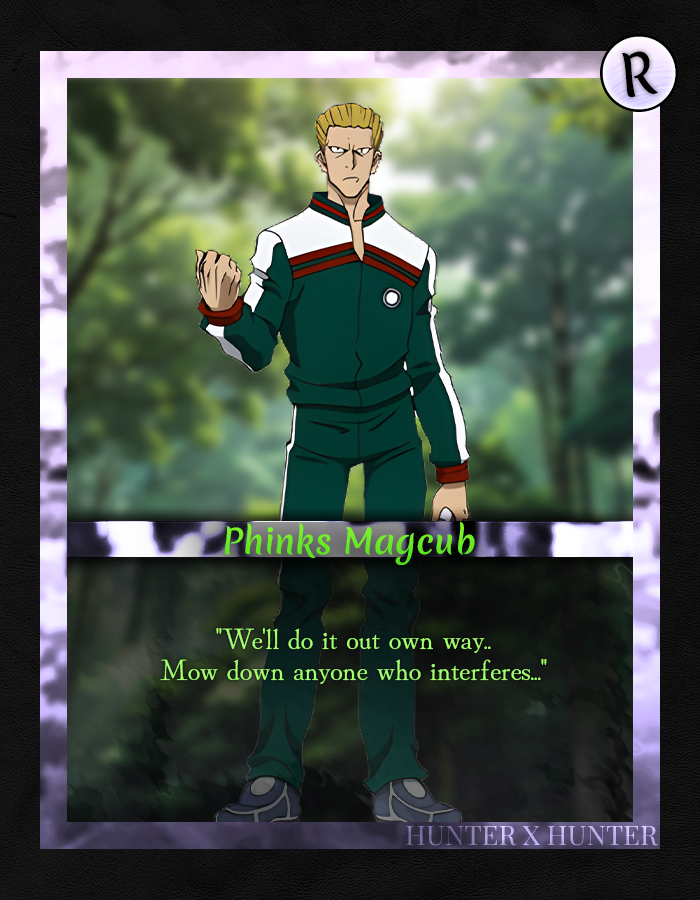 R
Phinks Magcub
"We'll do it out own way..
Mow down anyone who interferes..."
HUNTER X HUNTER